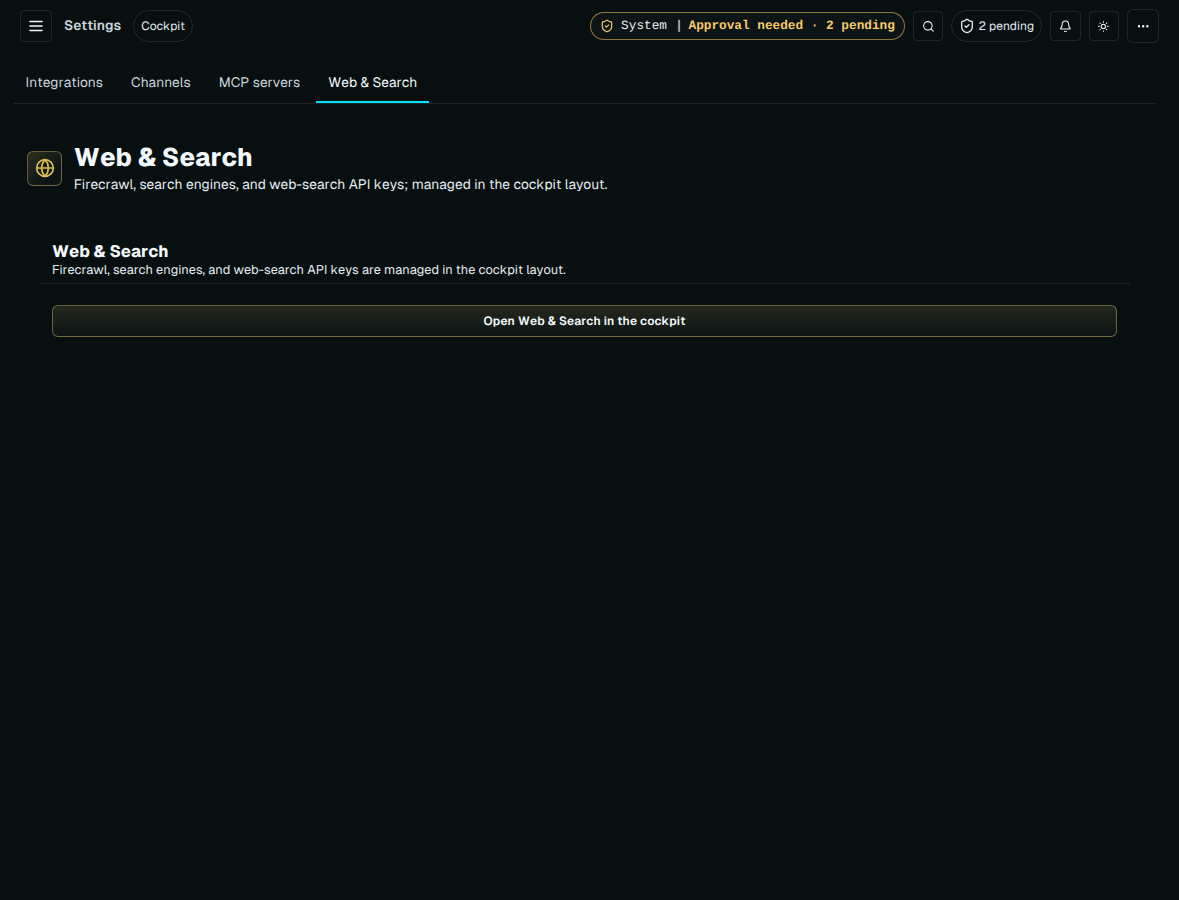 Settings Cockpit System | Approval needed · 2 pending 2 pending
Integrations Channels MCP servers Web & Search
Web & Search
Firecrawl, search engines, and web-search API keys; managed in the cockpit layout.
Web & Search
Firecrawl, search engines, and web-search API keys are managed in the cockpit layout.
Open Web & Search in the cockpit